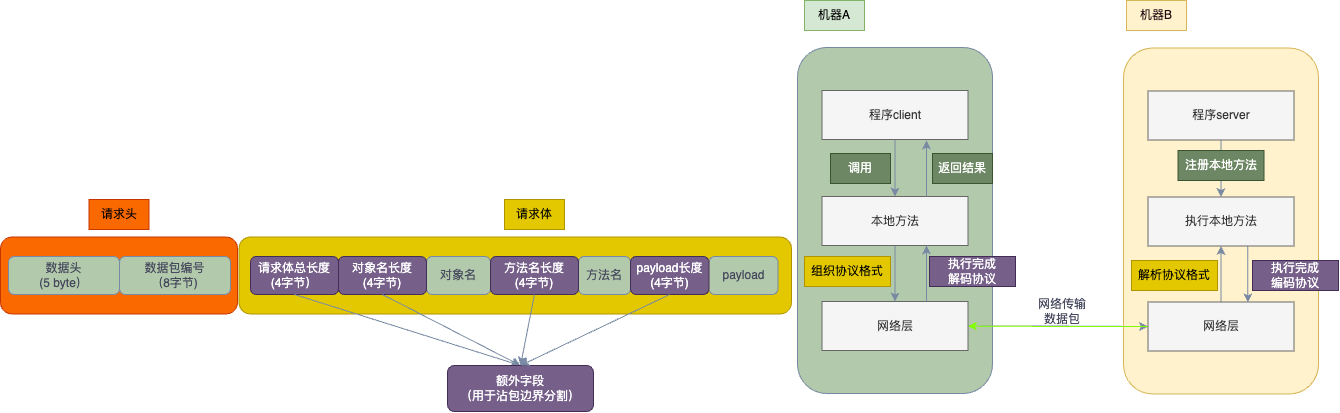 机器A
机器B
程序client
程序server
调用
返回结果
注册本地方法
请求头
请求体
本地方法
执行本地方法
数据头
(5 byte）
数据包编号
(8字节)
请求体总长度
(4字节)
对象名长度
(4字节)
对象名
方法名长度
(4字节)
方法名
payload长度
(4字节)
payload
组织协议格式
执行完成
解码协议
解析协议格式
执行完成
编码协议
网络传输
数据包
网络层
网络层
额外字段
（用于沾包边界分割）